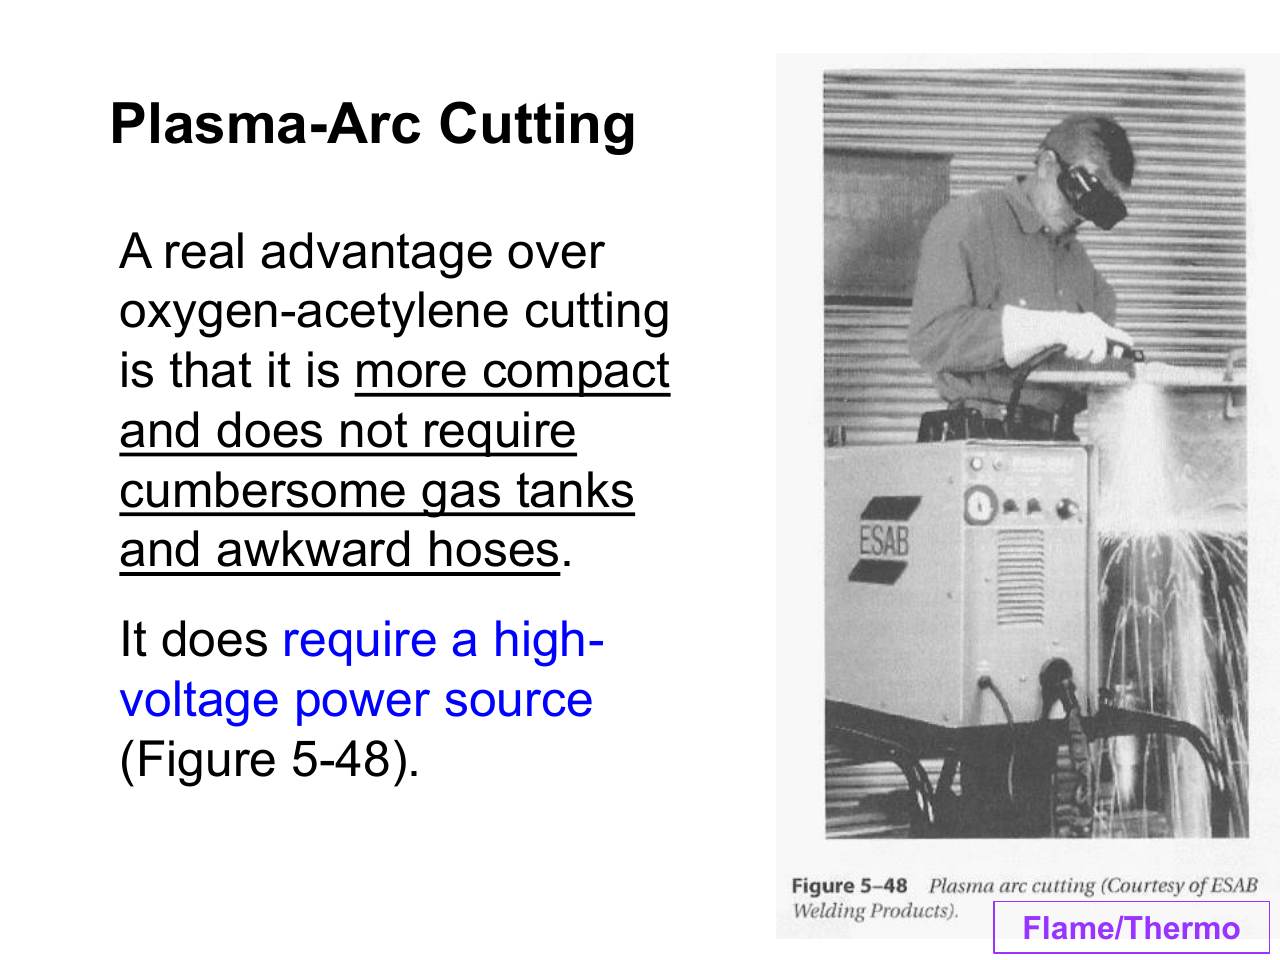 Plasma-Arc Cutting
A real advantage over
oxygen-acetylene cutting
is that it is more compact
and does not require
cumbersome gas tanks
and awkward hoses.
It does require a high-
voltage power source
(Figure 5-48).
ESAB
Figure 5–48 Plasma arc cutting (Courtesy of ESAB
Welding Products).
Flame/Thermo